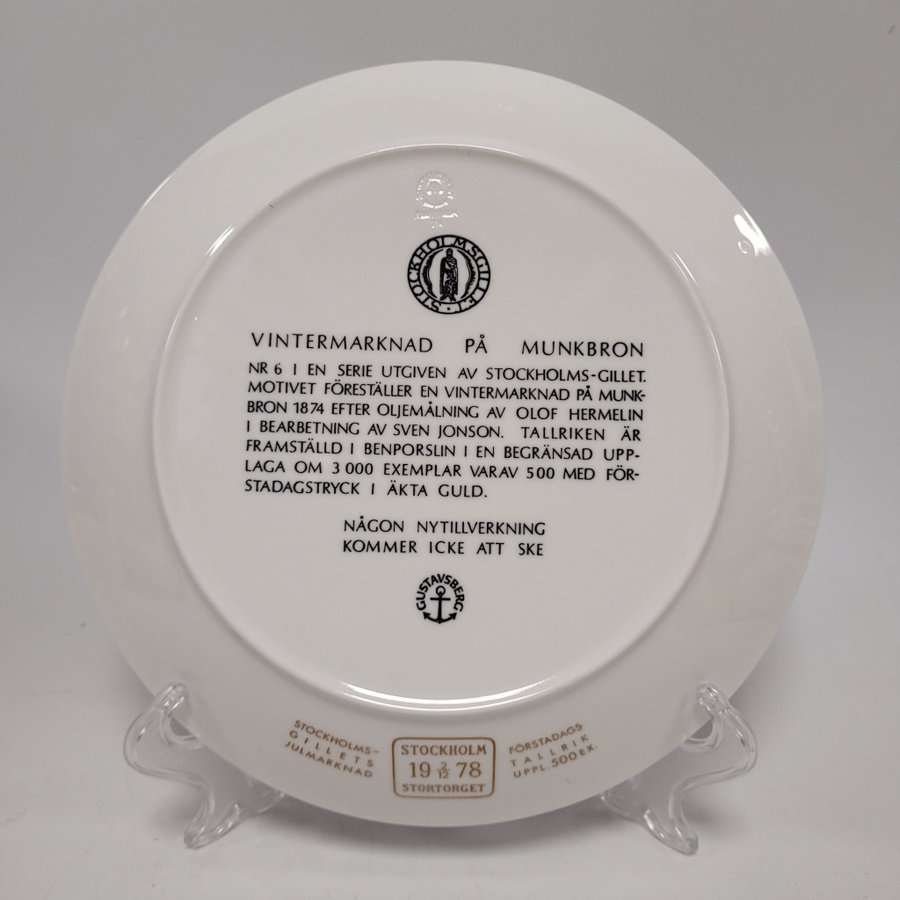 STOCKHOLMSGILLET
VINTERMARKNAD PÅ MUNKBRON
NR 6 I EN SERIE UTGIVEN AV STOCKHOLMS-GILLET.
MOTIVET FÖRESTÄLLER EN VINTERMARKNAD PÅ MUNK-
BRON 1874 EFTER OLJEMÅLNING AV OLOF HERMELIN
I BEARBETNING AV SVEN JONSON. TALLRIKEN ÄR
FRAMSTÄLLD I BENPORSLIN I EN BEGRÄNSAD UPP-
LAGA OM 3 000 EXEMPLAR VARAV 500 MED FÖR-
STADAGSTRYCK I ÄKTA GULD.
NÅGON NYTILLVERKNING
KOMMER ICKE ATT SKE
GUSTAVSBERG
STOCKHOLMS-
GILLETS
JULMARKNAD
STOCKHOLM
19 2/12 78
STORTORGET
FÖRSTADAGS
TALLRIK
UPPL. 500 EX.